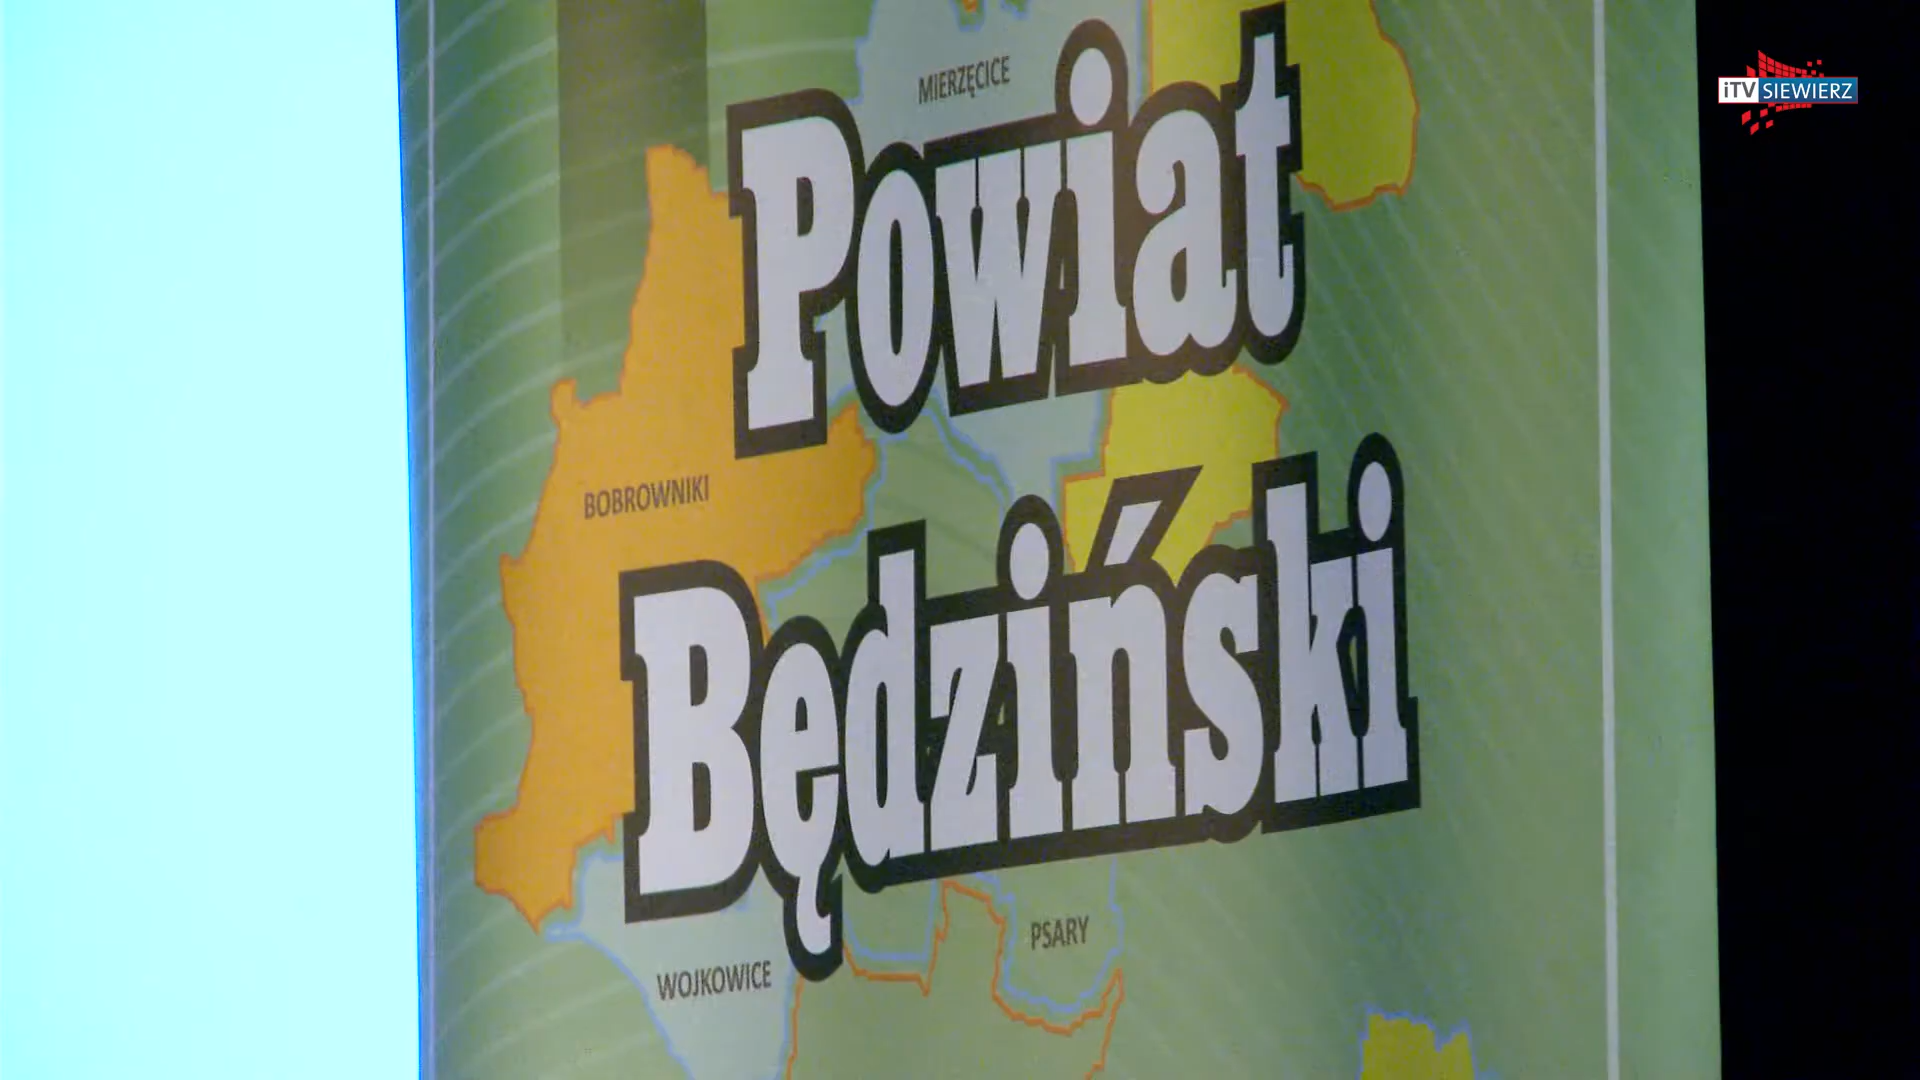 MIERZĘCICE
iTV SIEWIERZ
Powiat
BOBROWNIKI
Będziński
PSARY
WOJKOWICE